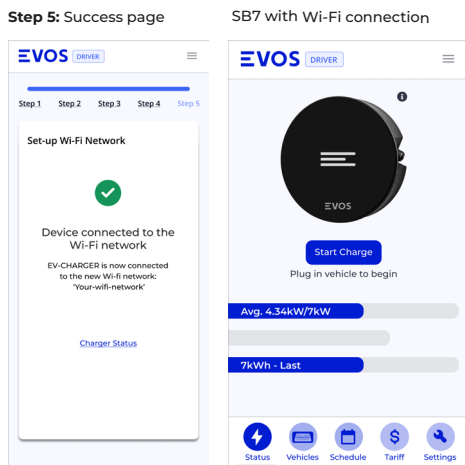 Step 5: Success page
EVOS DRIVER
Step 1 Step 2 Step 3 Step 4 Step 5
Set-up Wi-Fi Network
Device connected to the
Wi-Fi network
EV-CHARGER is now connected
to the new Wi-fi network:
'Your-wifi-network'
Charger Status
SB7 with Wi-Fi connection
EVOS DRIVER
i
EVOS
Start Charge
Plug in vehicle to begin
Avg. 4.34kW/7kW
7kWh - Last
$
Status Vehicles Schedule Tariff Settings